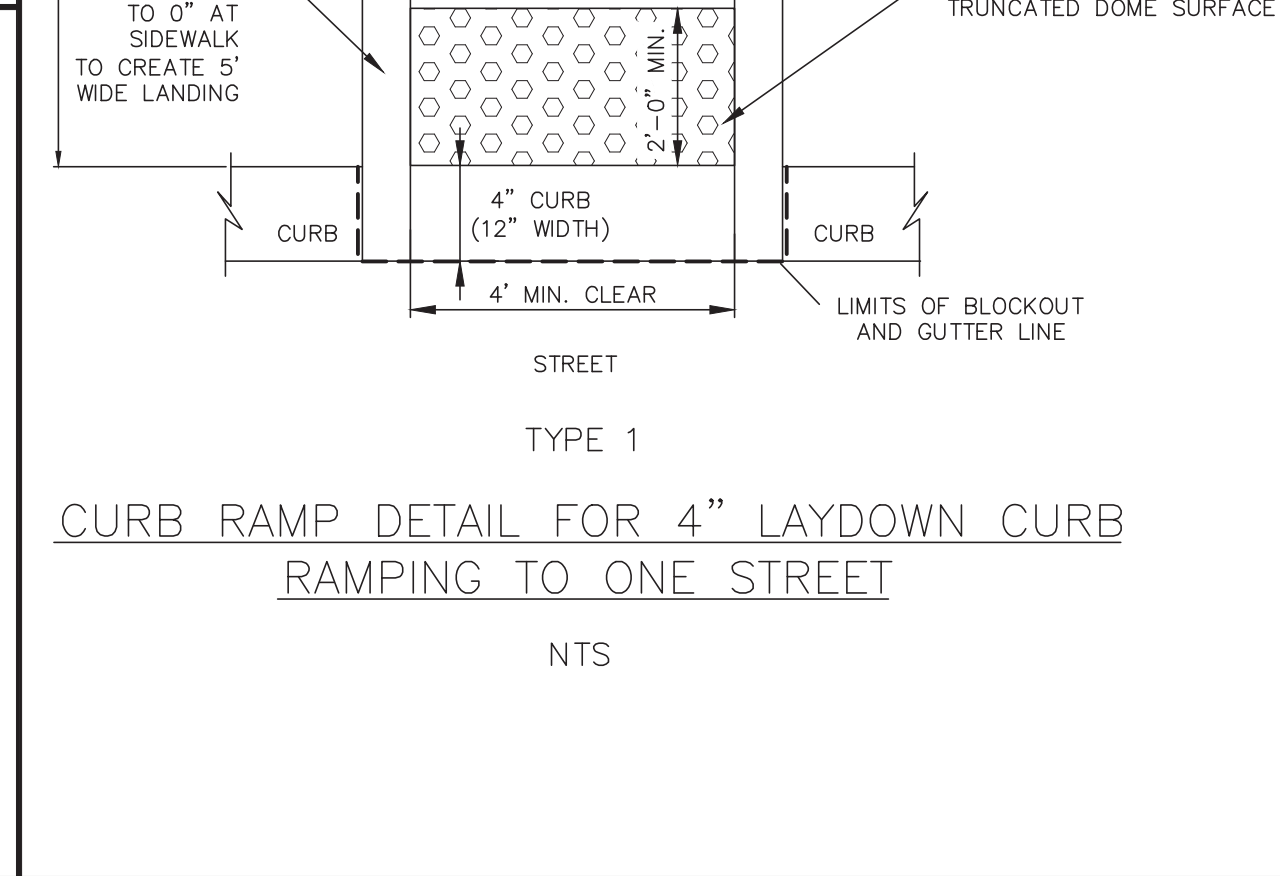 TO 0” AT
SIDEWALK
TO CREATE 5’
WIDE LANDING
TRUNCATED DOME SURFACE
2’–0” MIN.
4” CURB
(12” WIDTH)
CURB
CURB
4’ MIN. CLEAR
LIMITS OF BLOCKOUT
AND GUTTER LINE
STREET
TYPE 1
CURB RAMP DETAIL FOR 4” LAYDOWN CURB
RAMPING TO ONE STREET
NTS